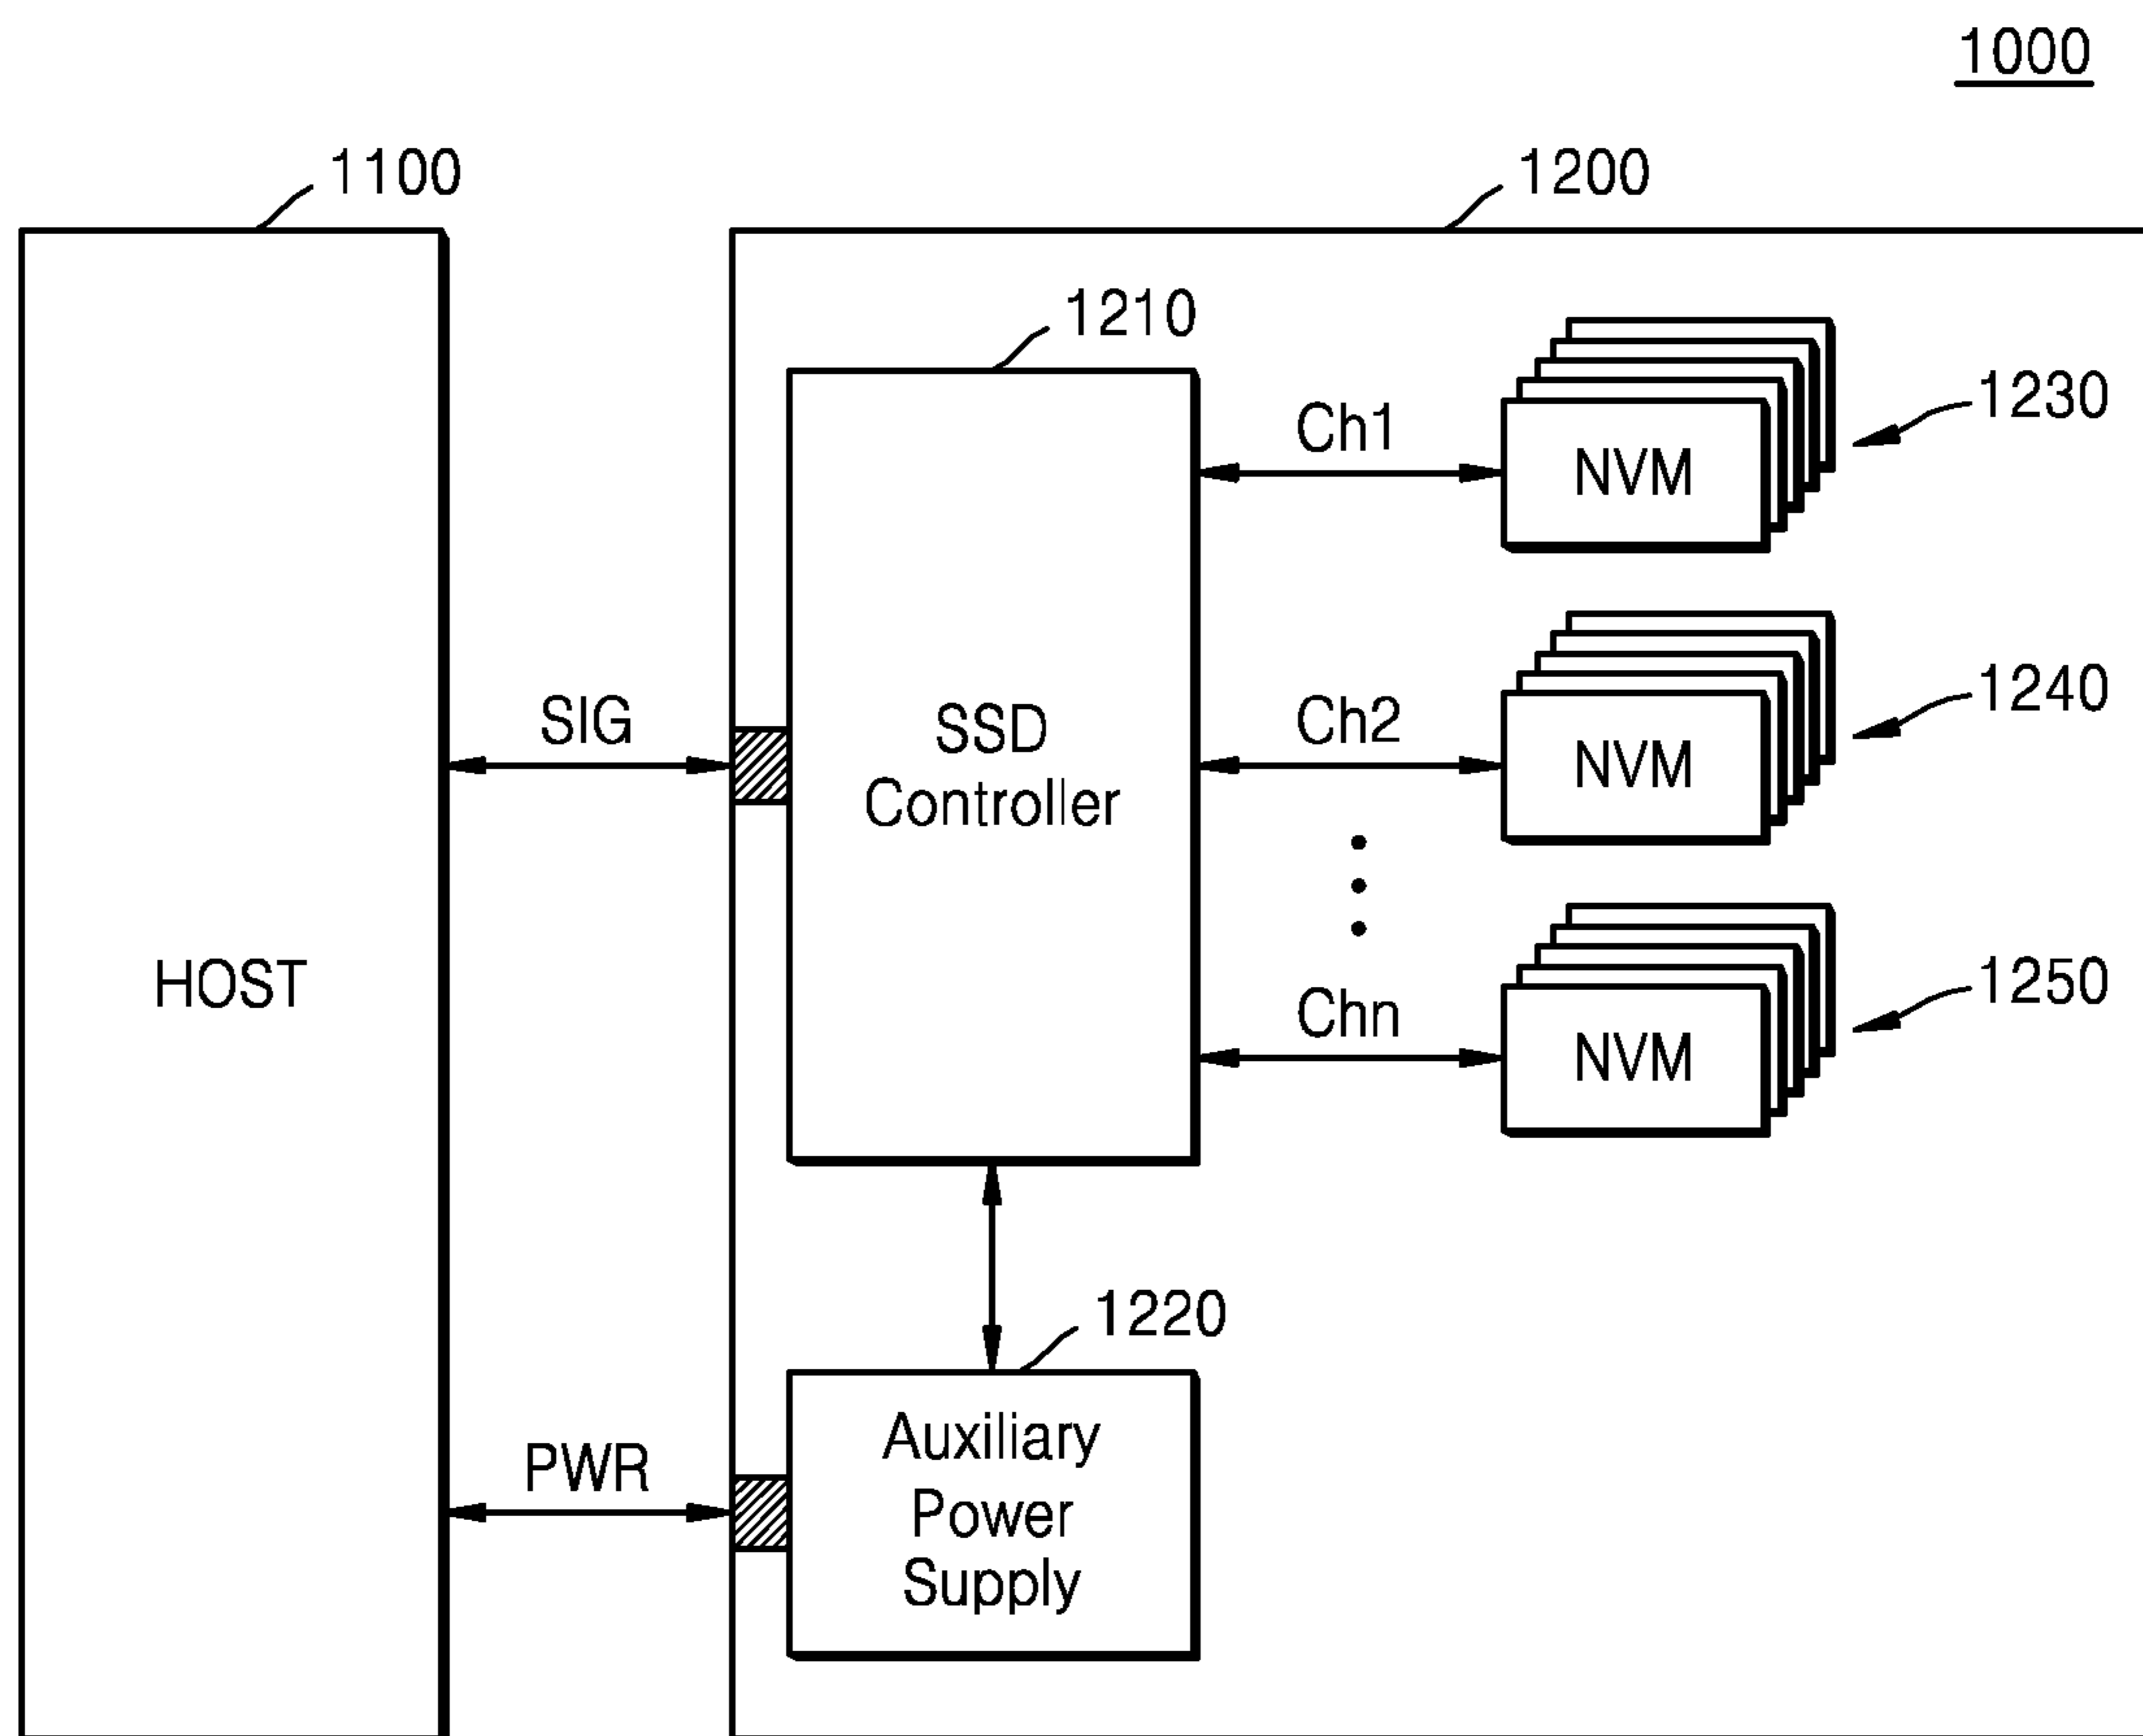 1000
1100
1200
1210
Ch1
NVM
1230
SIG
SSD
Controller
Ch2
NVM
1240
HOST
Chn
NVM
1250
1220
PWR
Auxiliary
Power
Supply